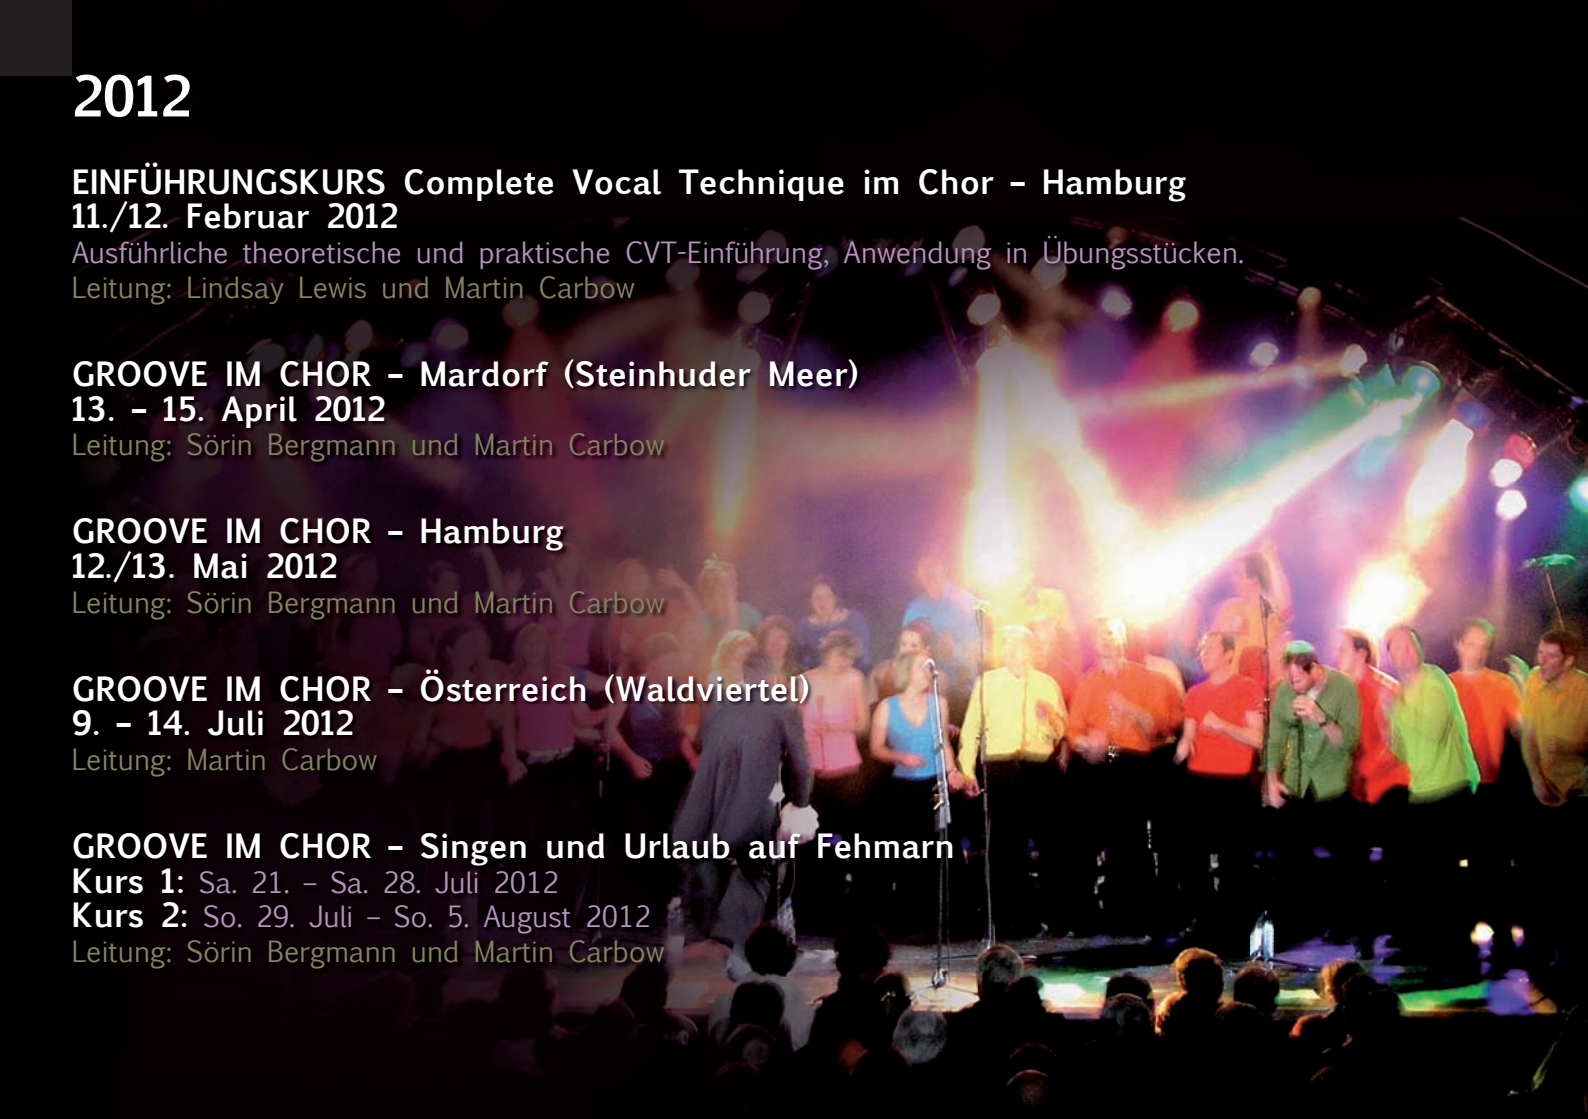 2012
EINFÜHRUNGSKURS Complete Vocal Technique im Chor – Hamburg
11./12. Februar 2012
Ausführliche theoretische und praktische CVT-Einführung, Anwendung in Übungsstücken.
Leitung: Lindsay Lewis und Martin Carbow
GROOVE IM CHOR – Mardorf (Steinhuder Meer)
13. – 15. April 2012
Leitung: Sörin Bergmann und Martin Carbow
GROOVE IM CHOR – Hamburg
12./13. Mai 2012
Leitung: Sörin Bergmann und Martin Carbow
GROOVE IM CHOR – Österreich (Waldviertel)
9. – 14. Juli 2012
Leitung: Martin Carbow
GROOVE IM CHOR – Singen und Urlaub auf Fehmarn
Kurs 1: Sa. 21. – Sa. 28. Juli 2012
Kurs 2: So. 29. Juli – So. 5. August 2012
Leitung: Sörin Bergmann und Martin Carbow